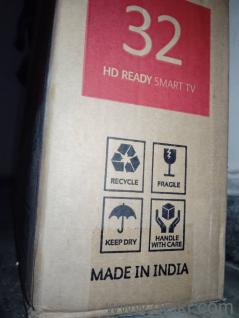 32
HD READY SMART TV
RECYCLE
FRAGILE
KEEP DRY
HANDLE
WITH CARE
MADE IN INDIA